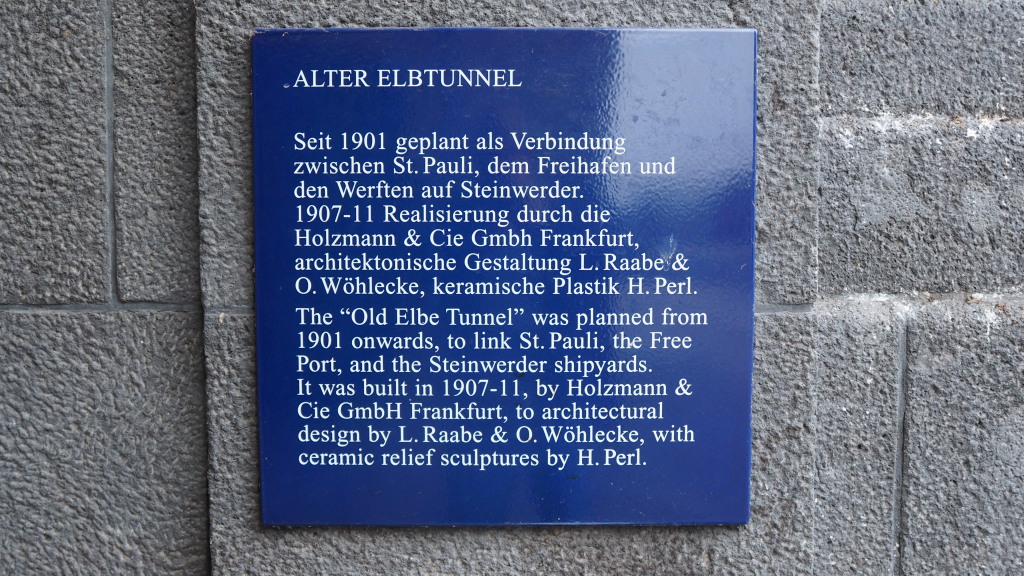 ALTER ELBTUNNEL
Seit 1901 geplant als Verbindung
zwischen St. Pauli, dem Freihafen und
den Werften auf Steinwerder.
1907-11 Realisierung durch die
Holzmann & Cie Gmbh Frankfurt,
architektonische Gestaltung L. Raabe &
O. Wöhlecke, keramische Plastik H. Perl.
The “Old Elbe Tunnel” was planned from
1901 onwards, to link St. Pauli, the Free
Port, and the Steinwerder shipyards.
It was built in 1907-11, by Holzmann &
Cie GmbH Frankfurt, to architectural
design by L. Raabe & O. Wöhlecke, with
ceramic relief sculptures by H. Perl.